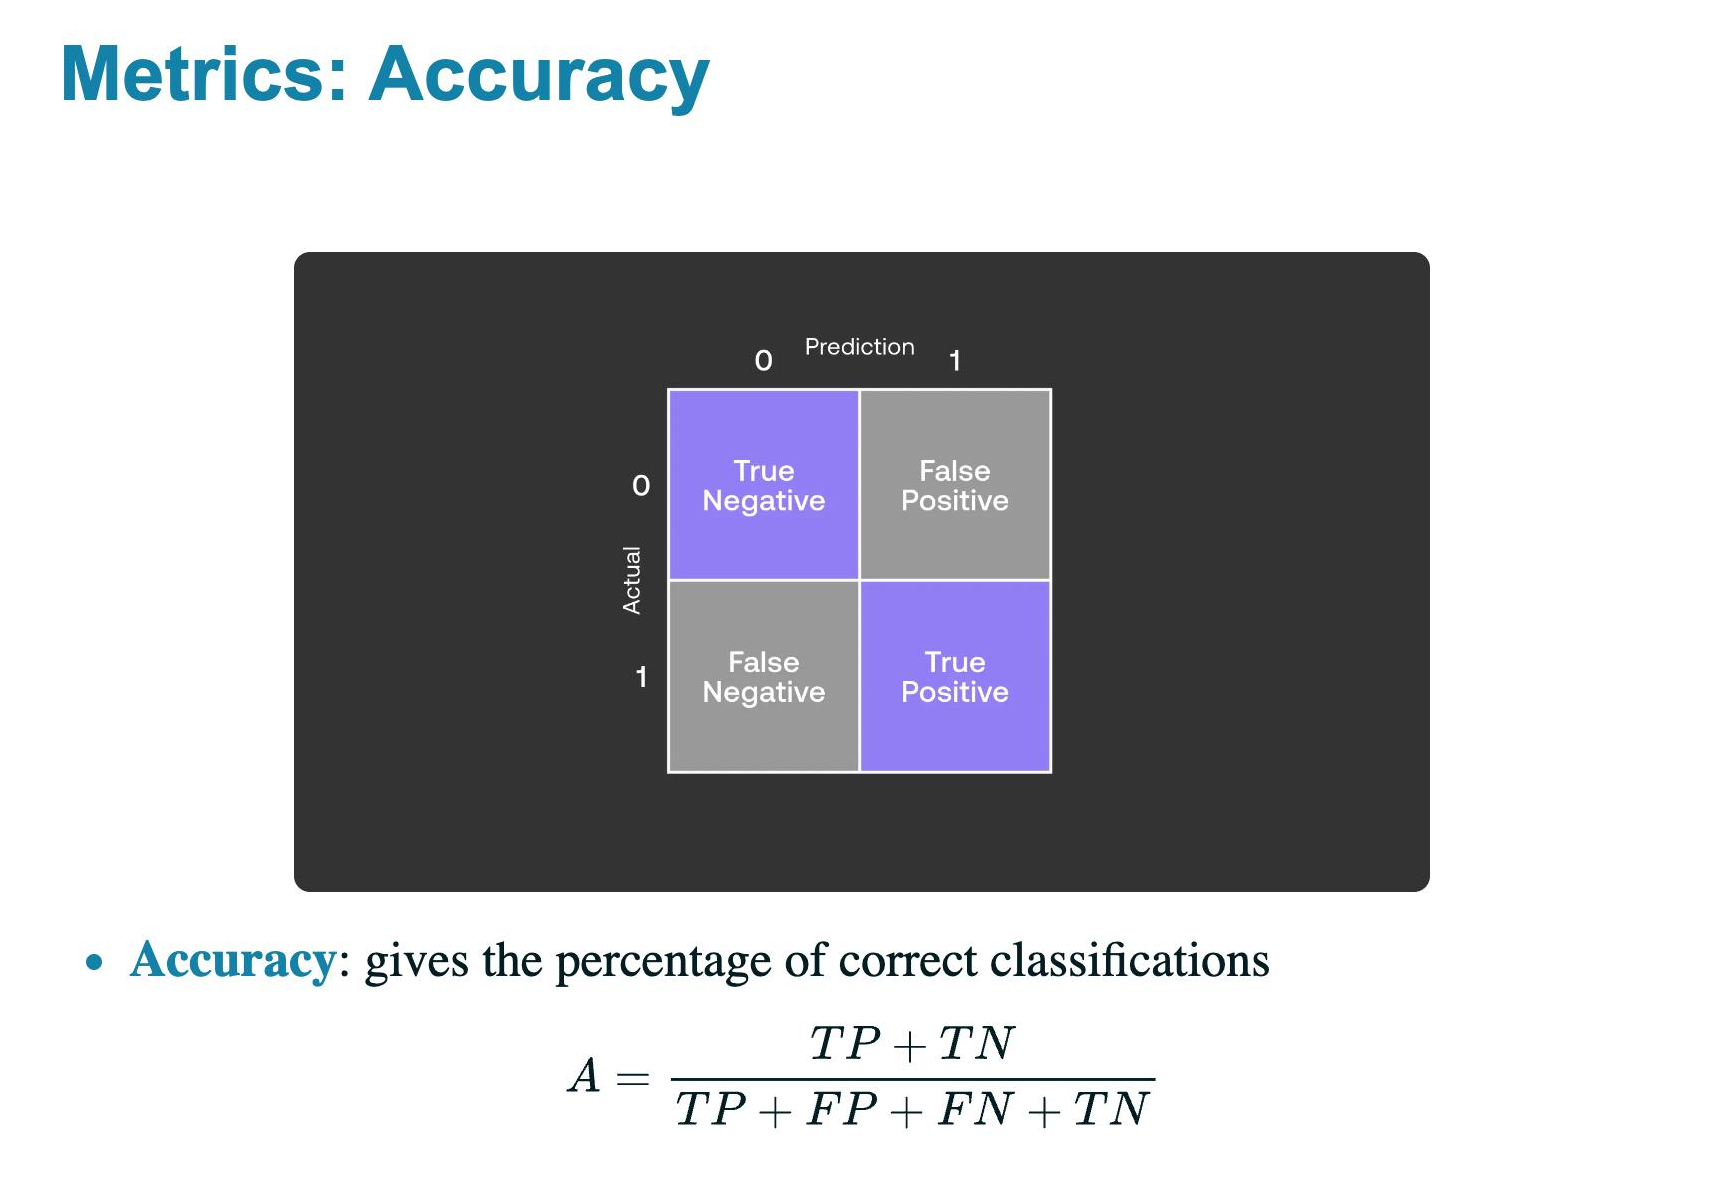 Metrics: Accuracy
Prediction
0 1
True
Negative
False
Positive
0
Actual
1
False
Negative
True
Positive
• Accuracy: gives the percentage of correct classifications
A = \frac{TP + TN}{TP + FP + FN + TN}